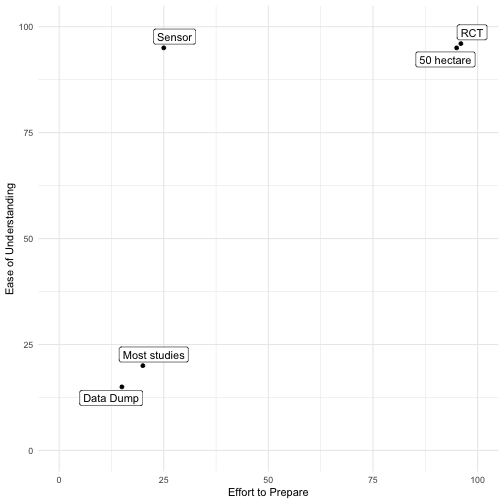 100
75
50
25
0
Ease of Understanding
Sensor
RCT
50 hectare
Most studies
Data Dump
0
25
50
75
100
Effort to Prepare